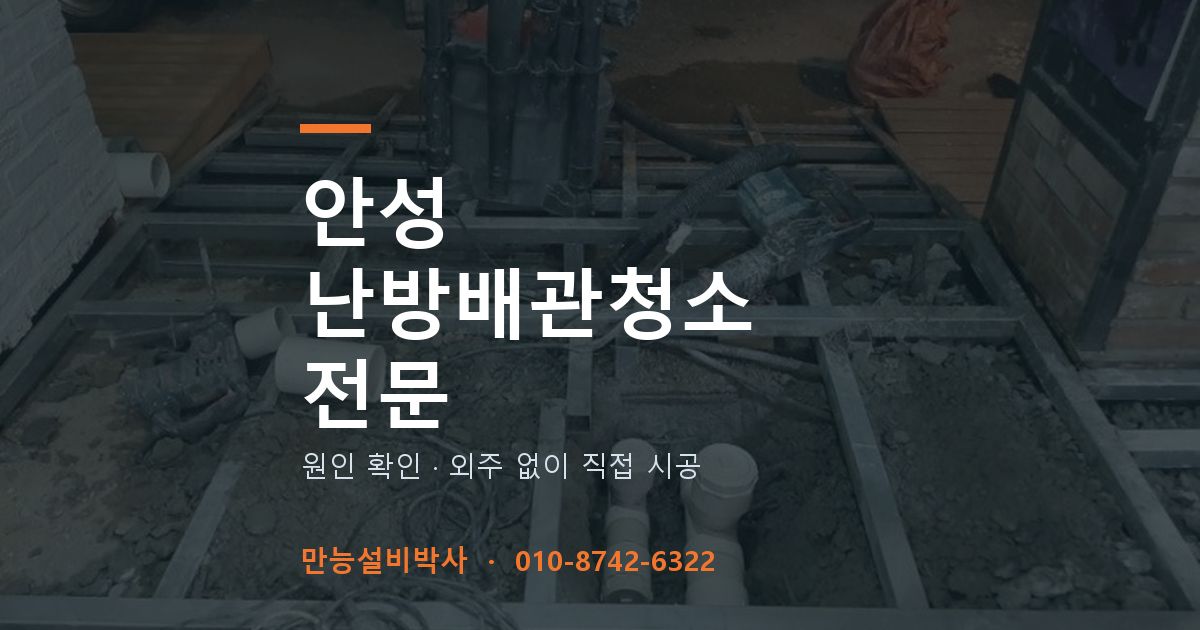 안성
난방배관청소
전문
원인 확인 · 외주 없이 직접 시공
만능설비박사 · 010-8742-6322